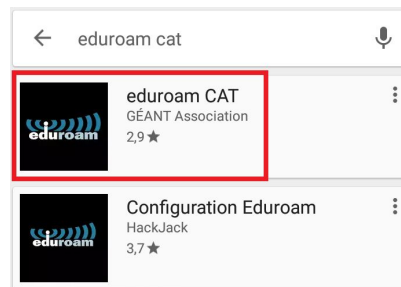 eduroam cat
eduroam CAT
GÉANT Association
2,9★
eduroam
Configuration Eduroam
HackJack
3,7★
eduroam